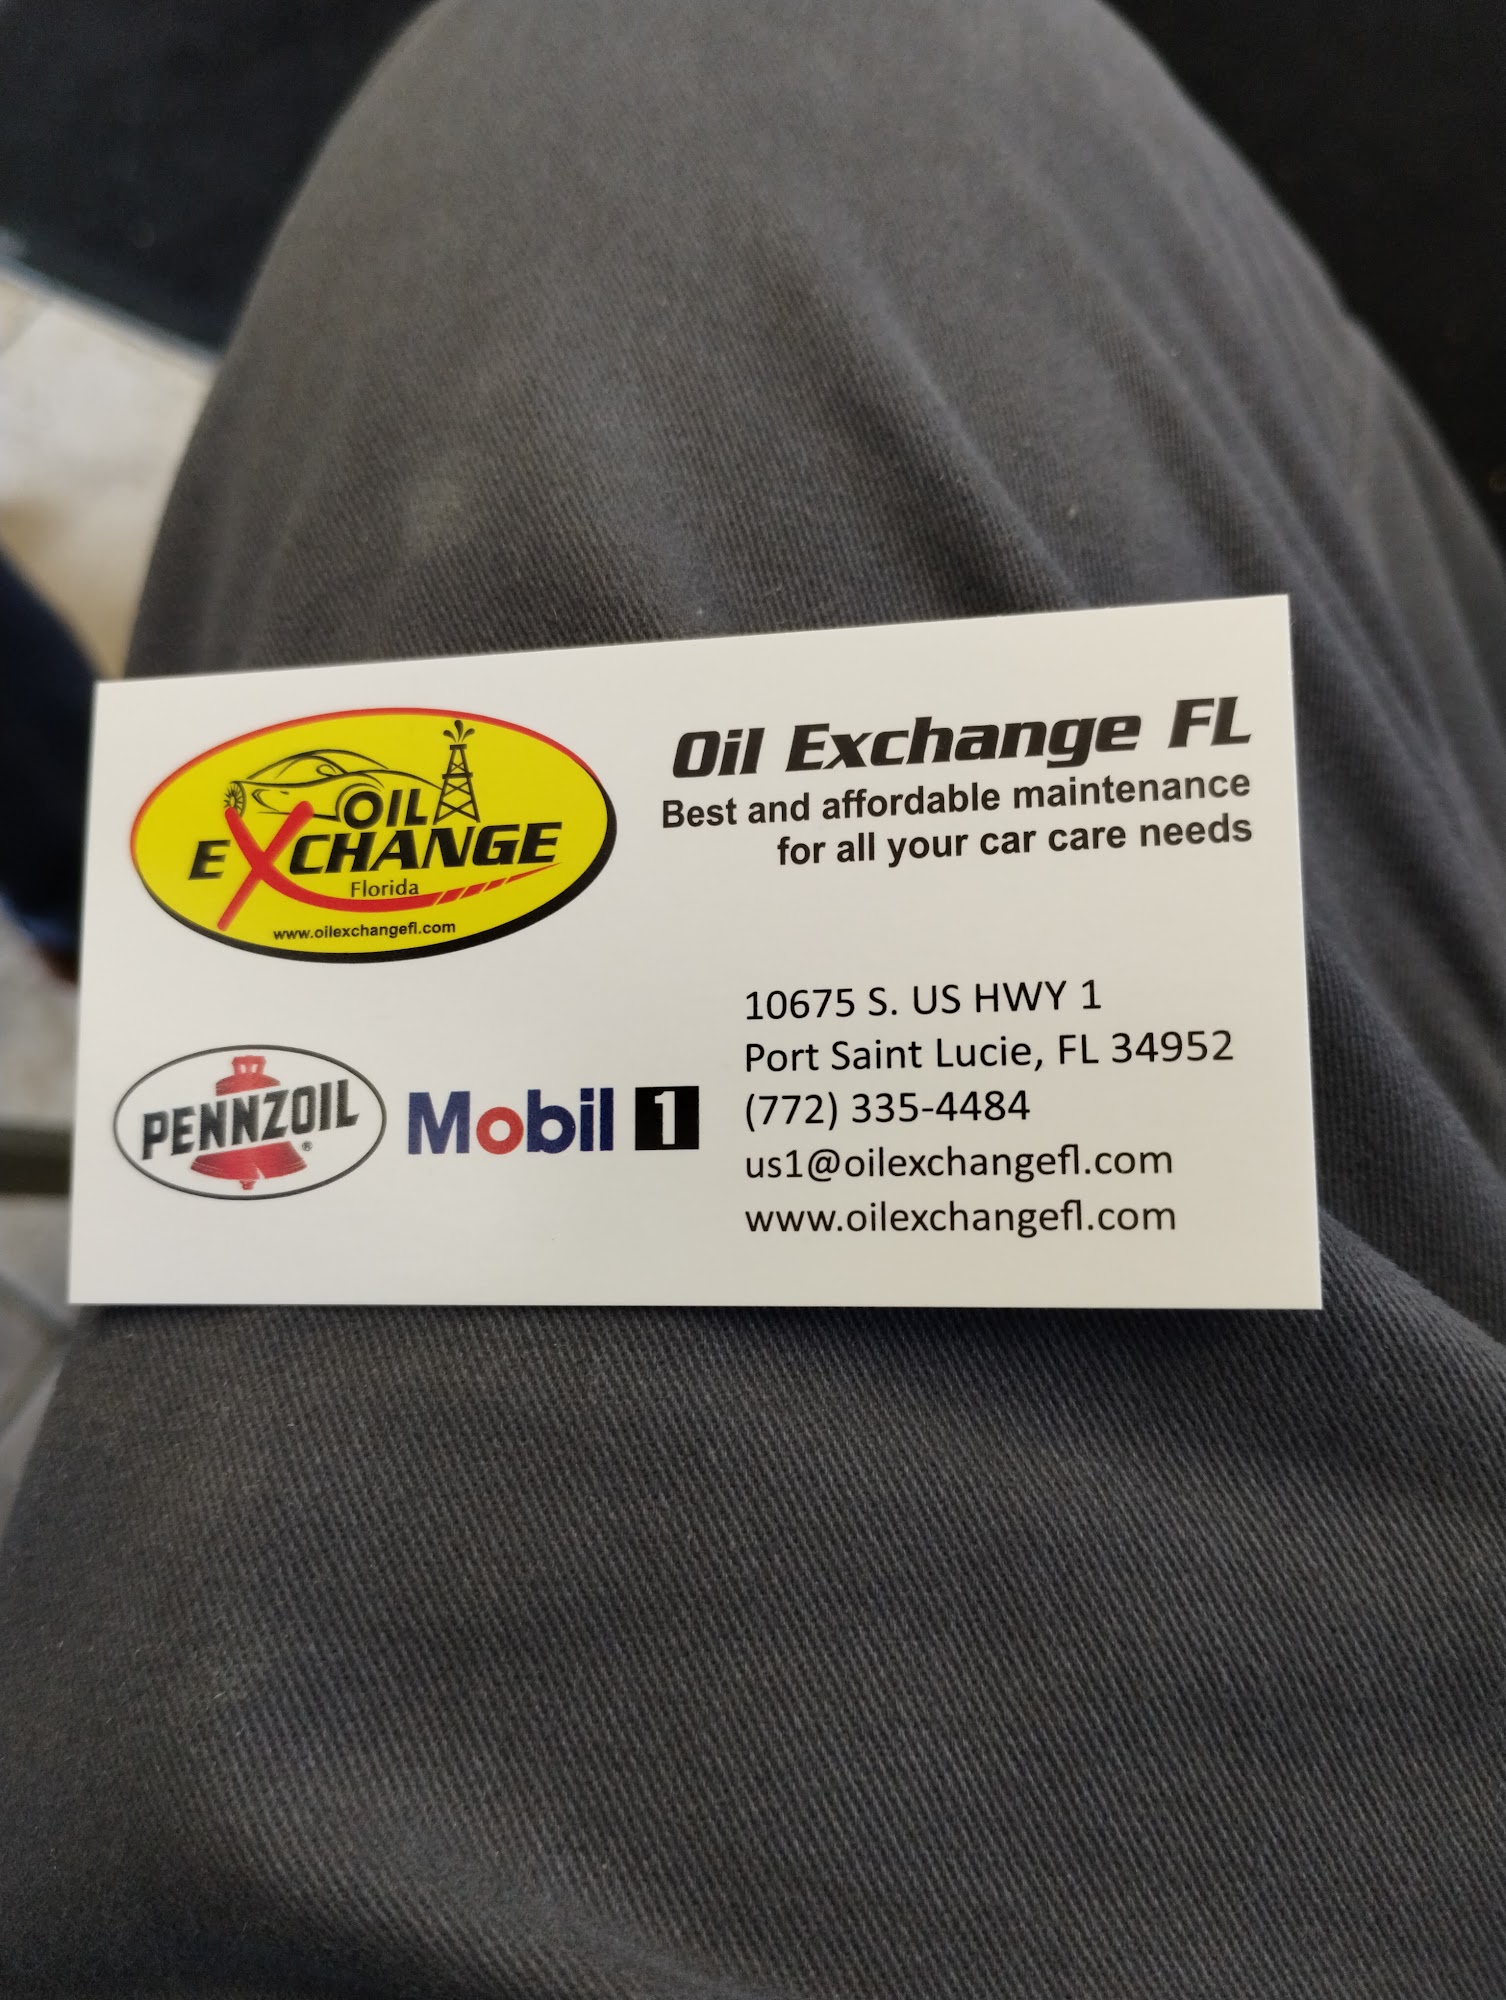 OIL
EXCHANGE
Florida
www.oilexchangefl.com
Oil Exchange FL
Best and affordable maintenance
for all your car care needs
PENNZOIL®
Mobil 1
10675 S. US HWY 1
Port Saint Lucie, FL 34952
(772) 335-4484
us1@oilexchangefl.com
www.oilexchangefl.com